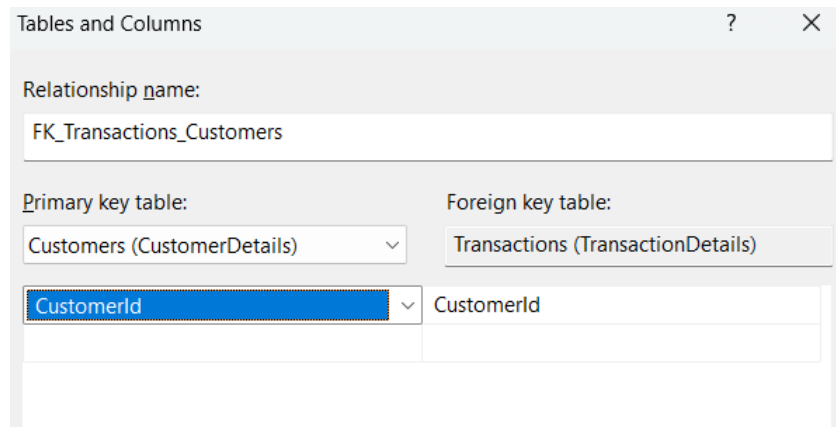 Tables and Columns ?
Relationship name:
FK_Transactions_Customers
Primary key table: Foreign key table:
Customers (CustomerDetails) Transactions (TransactionDetails)
CustomerId CustomerId